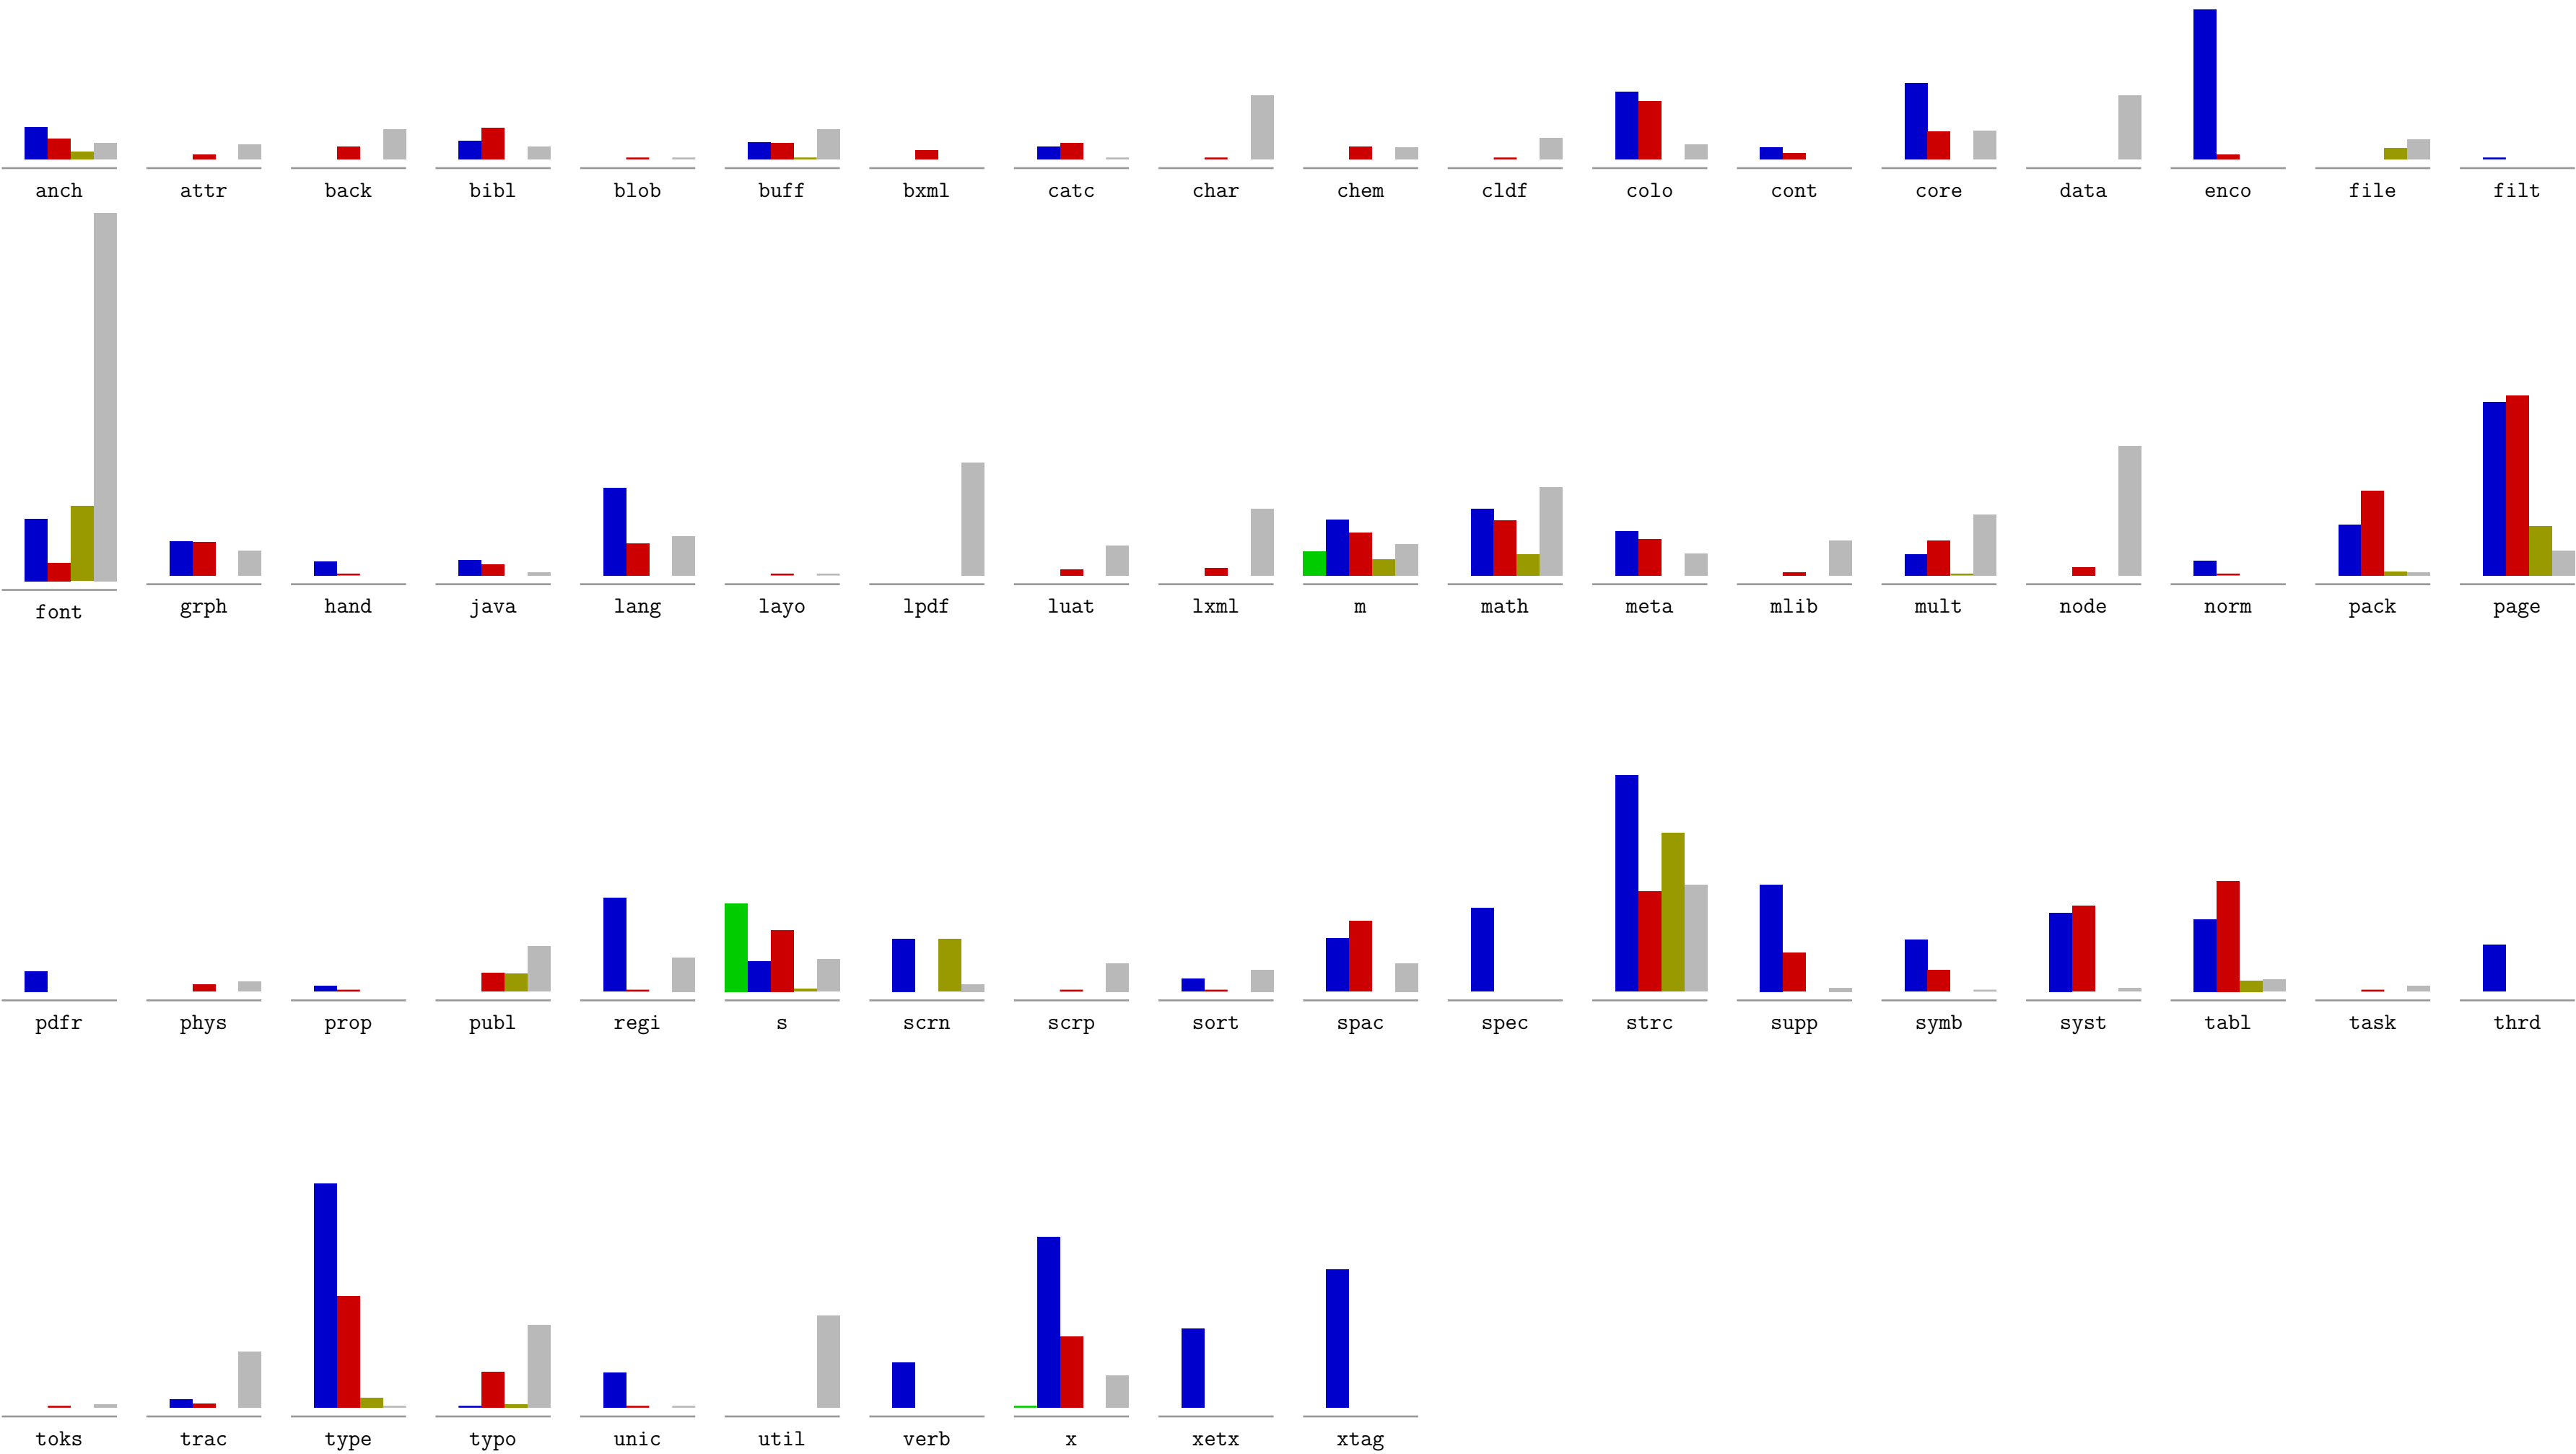 anch attr back bibl blob buff bxml catc char chem cldf colo cont core data enco file filt
font grph hand java lang layo lpdf luat lxml m math meta mlib mult node norm pack page
pdfr phys prop publ regi s scrn scrp sort spac spec strc supp symb syst tabl task thrd
toks trac type typo unic util verb x xetx xtag